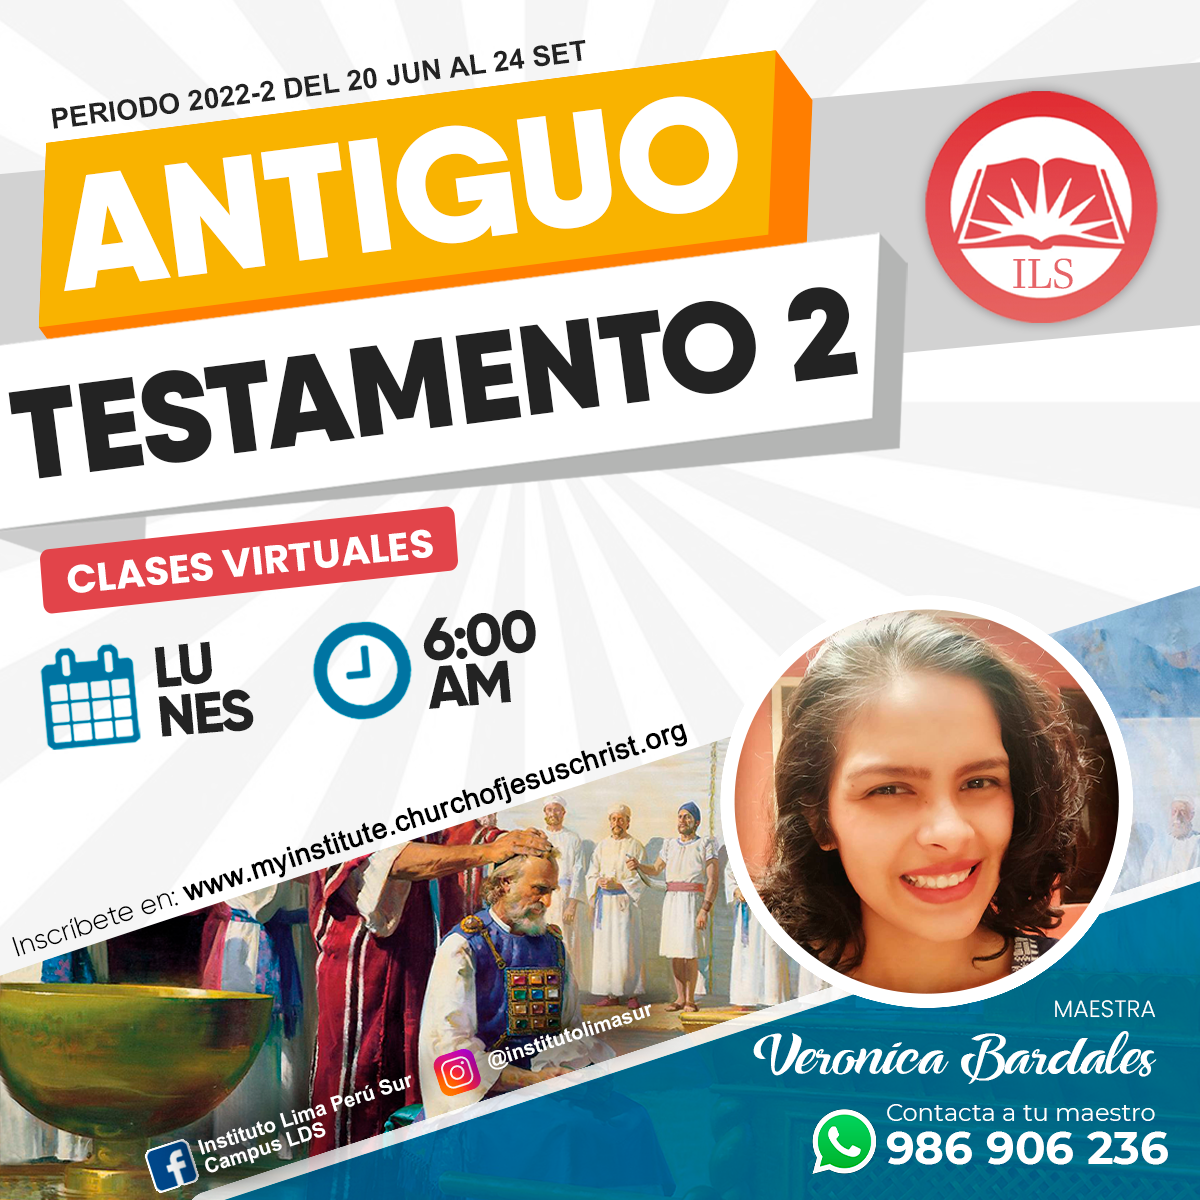 PERIODO 2022-2 DEL 20 JUN AL 24 SET
ANTIGUO
TESTAMENTO 2
ILS
CLASES VIRTUALES
LU
NES
6:00
AM
Inscríbete en: www.myinstitute.churchofjesuschrist.org
MAESTRA
Veronica Bardales
Contacta a tu maestro
986 906 236
@institutolimasur
Instituto Lima Perú Sur
Campus LDS